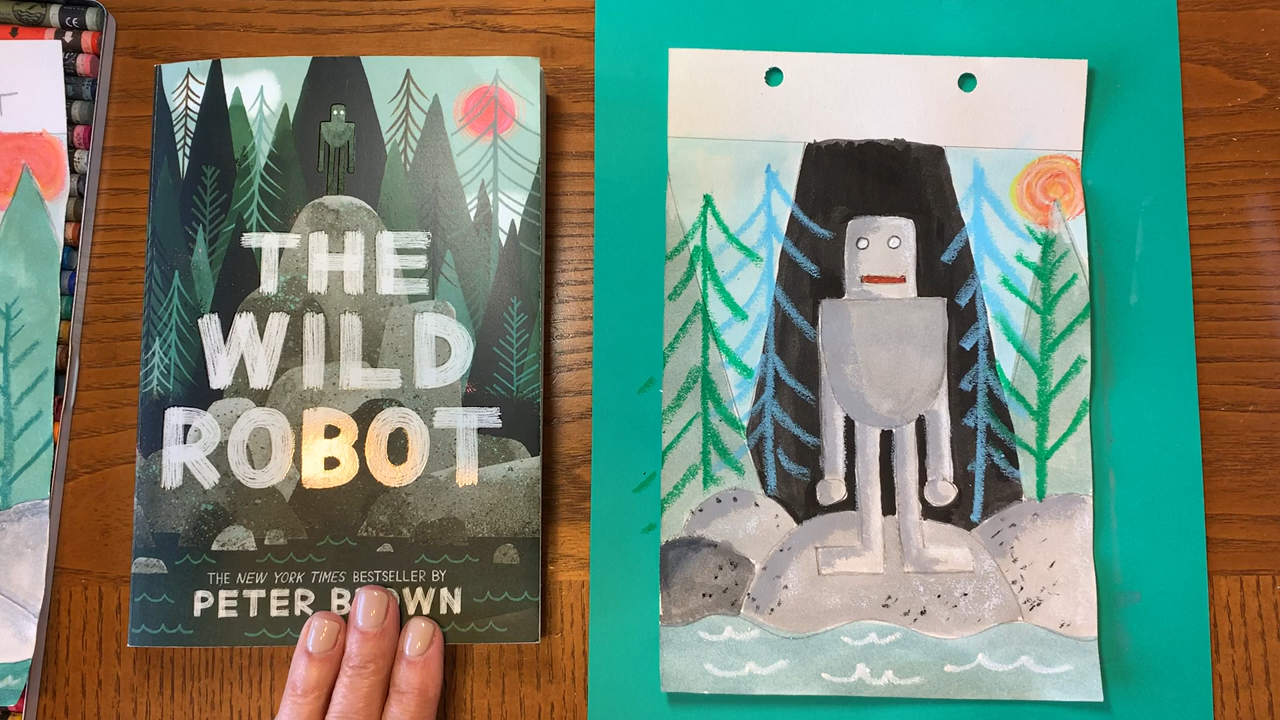 THE
WILD
ROBOT
THE NEW YORK TIMES BESTSELLER BY
PETER BROWN